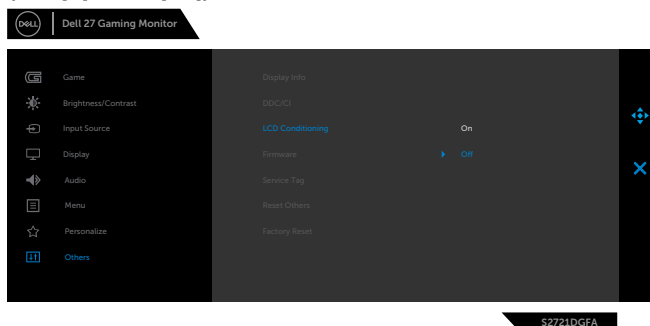 DELL
Dell 27 Gaming Monitor
Game
Display Info
Brightness/Contrast
DDC/CI
Input Source
LCD Conditioning
On
Display
Firmware
Off
Audio
Service Tag
Menu
Reset Others
Personalize
Factory Reset
Others
S2721DGFA